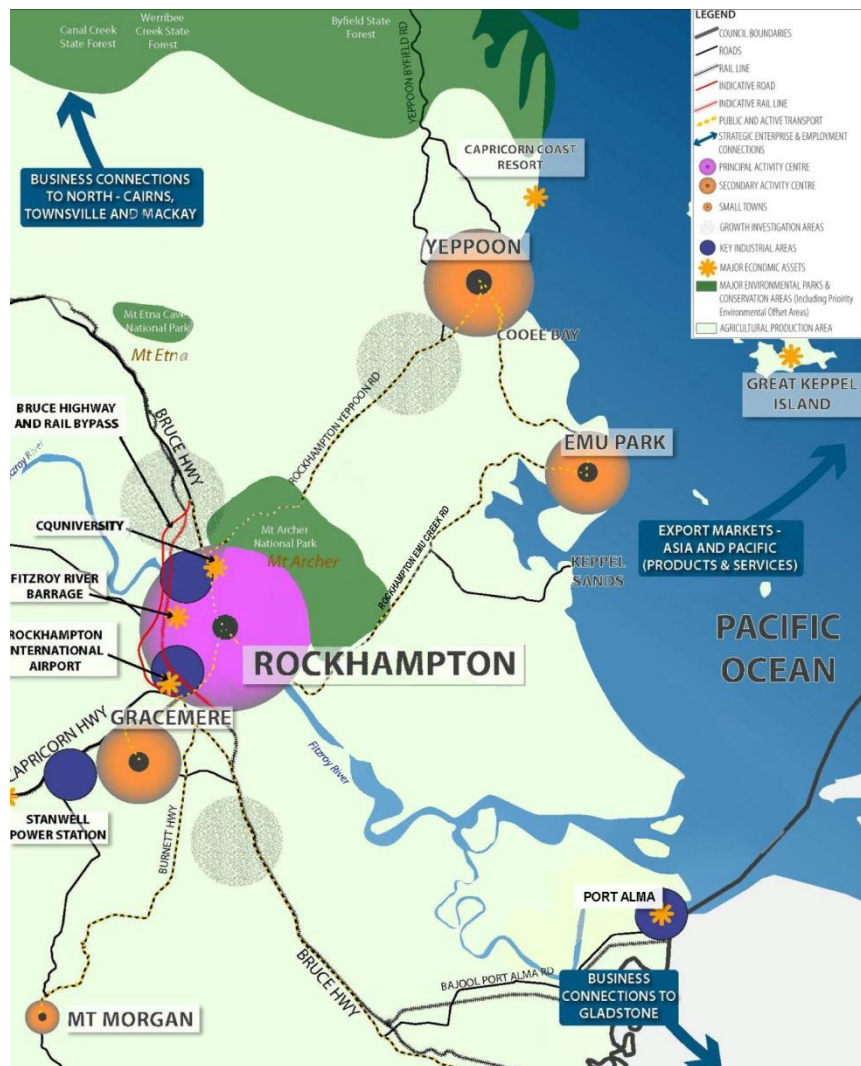 Canal Creek
State Forest
Werribee
Creek State
Forest
Byfield State
Forest
YEPPOON BYFIELD RD
LEGEND
COUNCIL BOUNDARIES
ROADS
RAIL LINE
INDICATIVE ROAD
INDICATIVE RAIL LINE
PUBLIC AND ACTIVE TRANSPORT
STRATEGIC ENTERPRISE & EMPLOYMENT
CONNECTIONS
PRINCIPAL ACTIVITY CENTRE
SECONDARY ACTIVITY CENTRE
SMALL TOWNS
GROWTH INVESTIGATION AREAS
KEY INDUSTRIAL AREAS
MAJOR ECONOMIC ASSETS
MAJOR ENVIRONMENTAL PARKS &
CONSERVATION AREAS (Including Prioirity
Environmental Offset Areas)
AGRICULTURAL PRODUCTION AREA
CAPRICORN COAST
RESORT
BUSINESS CONNECTIONS
TO NORTH - CAIRNS,
TOWNSVILLE AND MACKAY
YEPPOON
COOEE BAY
Mt Etna Caves
National Park
Mt Etna
GREAT KEPPEL
ISLAND
BRUCE HIGHWAY
AND RAIL BYPASS
BRUCE HWY
ROCKHAMPTON YEPPOON RD
EMU PARK
Fitzroy River
CQUNIVERSITY
Mt Archer
National Park
Mt Archer
ROCKHAMPTON EMU CREEK RD
KEPPEL
SANDS
EXPORT MARKETS -
ASIA AND PACIFIC
(PRODUCTS & SERVICES)
FITZROY RIVER
BARRAGE
PACIFIC
OCEAN
ROCKHAMPTON
INTERNATIONAL
AIRPORT
ROCKHAMPTON
GRACEMERE
CAPRICORN HWY
Fitzroy River
STANWELL
POWER STATION
BURNETT HWY
PORT ALMA
BRUCE HWY
BAJOOL PORT ALMA RD
BUSINESS
CONNECTIONS TO
GLADSTONE
MT MORGAN